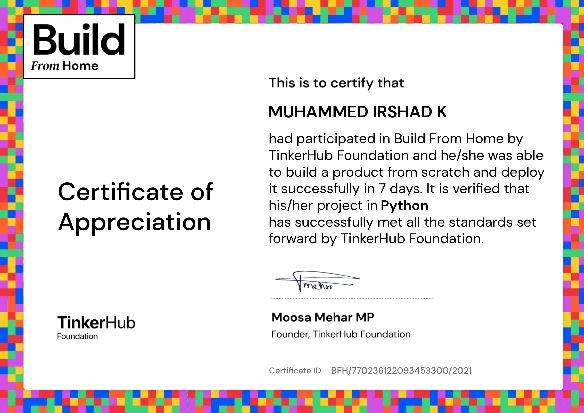 Build
From Home
This is to certify that
MUHAMMED IRSHAD K
had participated in Build From Home by
TinkerHub Foundation and he/she was able
to build a product from scratch and deploy
it successfully in 7 days. It is verified that
his/her project in Python
has successfully met all the standards set
forward by TinkerHub Foundation.
Certificate of
Appreciation
Moosa Mehar MP
Founder, TinkerHub Foundation
TinkerHub
Foundation
Certificate ID BFH/770236122093453300/2021